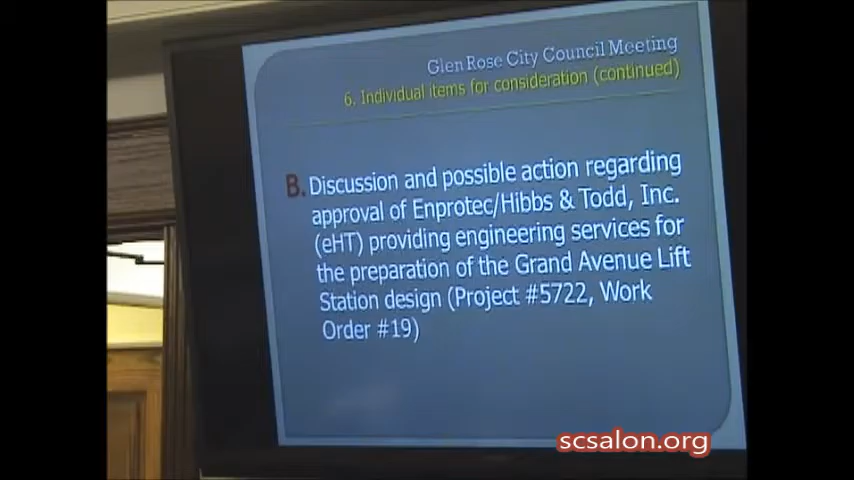 Glen Rose City Council Meeting
6. Individual items for consideration (continued)
B. Discussion and possible action regarding
approval of Enprotec/Hibbs & Todd, Inc.
(eHT) providing engineering services for
the preparation of the Grand Avenue Lift
Station design (Project #5722, Work
Order #19)
scsalon.org